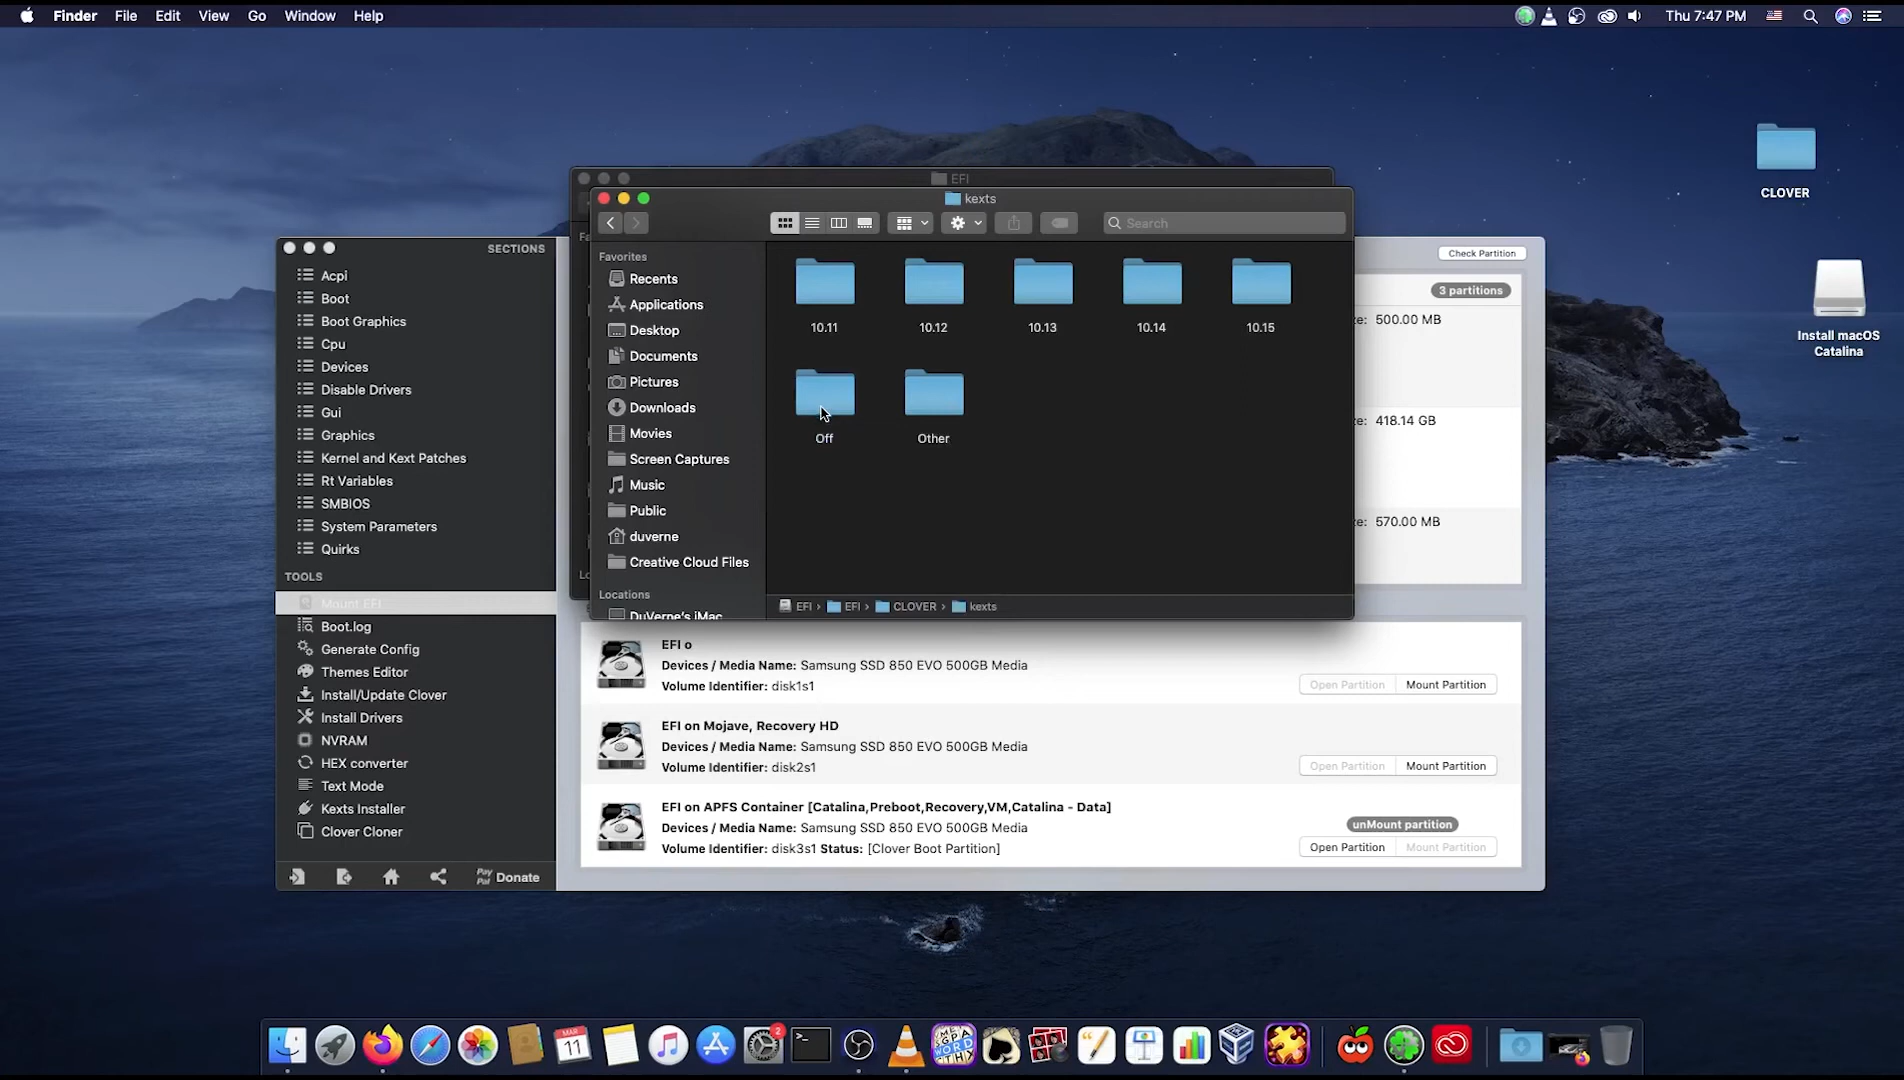 Finder File Edit View Go Window Help
Thu 7:47 PM
CLOVER
Install macOS
Catalina
EFI
kexts
Search
Favorites
Recents
Applications
Desktop
Documents
Pictures
Downloads
Movies
Screen Captures
Music
Public
duverne
Creative Cloud Files
Locations
DuVerne's iMac
10.11
10.12
10.13
10.14
10.15
Off
Other
EFI › EFI › CLOVER › kexts
SECTIONS
Acpi
Boot
Boot Graphics
Cpu
Devices
Disable Drivers
Gui
Graphics
Kernel and Kext Patches
Rt Variables
SMBIOS
System Parameters
Quirks
TOOLS
Mount EFI
Boot.log
Generate Config
Themes Editor
Install/Update Clover
Install Drivers
NVRAM
HEX converter
Text Mode
Kexts Installer
Clover Cloner
PayPal Donate
Check Partition
3 partitions
ze: 500.00 MB
ze: 418.14 GB
ze: 570.00 MB
EFI o
Devices / Media Name: Samsung SSD 850 EVO 500GB Media
Volume Identifier: disk1s1
Open Partition Mount Partition
EFI on Mojave, Recovery HD
Devices / Media Name: Samsung SSD 850 EVO 500GB Media
Volume Identifier: disk2s1
Open Partition Mount Partition
EFI on APFS Container [Catalina,Preboot,Recovery,VM,Catalina - Data]
Devices / Media Name: Samsung SSD 850 EVO 500GB Media
Volume Identifier: disk3s1 Status: [Clover Boot Partition]
unMount partition
Open Partition Mount Partition
MAR
11
2